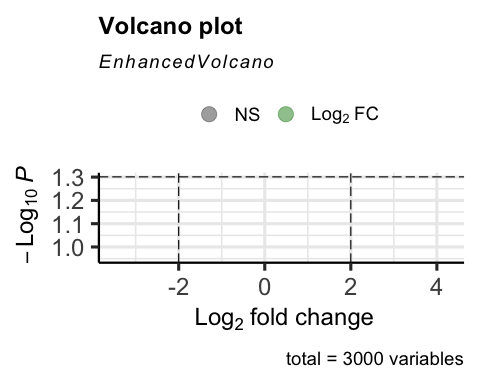 Volcano plot
EnhancedVolcano
NS Log₂ FC
1.3
1.2
1.1
1.0
− Log₁₀ P
-2 0 2 4
Log₂ fold change
total = 3000 variables